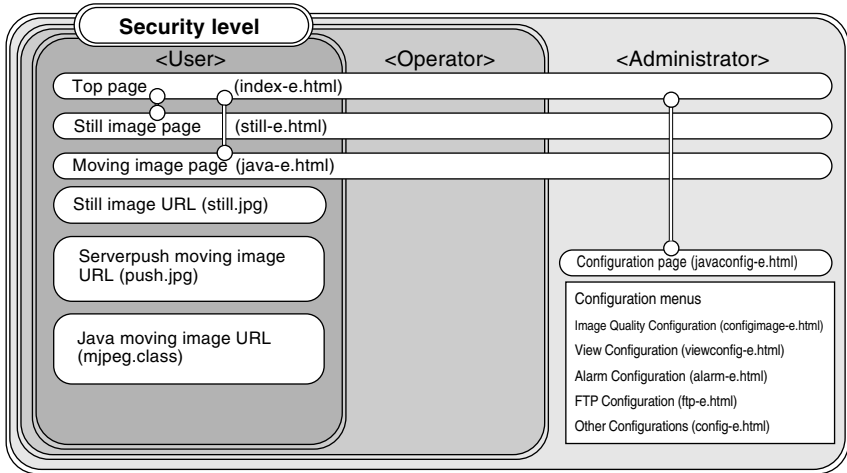 Security level
<User>
<Operator>
<Administrator>
Top page (index-e.html)
Still image page (still-e.html)
Moving image page (java-e.html)
Still image URL (still.jpg)
Serverpush moving image
URL (push.jpg)
Java moving image URL
(mjpeg.class)
Configuration page (javaconfig-e.html)
Configuration menus
Image Quality Configuration (configimage-e.html)
View Configuration (viewconfig-e.html)
Alarm Configuration (alarm-e.html)
FTP Configuration (ftp-e.html)
Other Configurations (config-e.html)